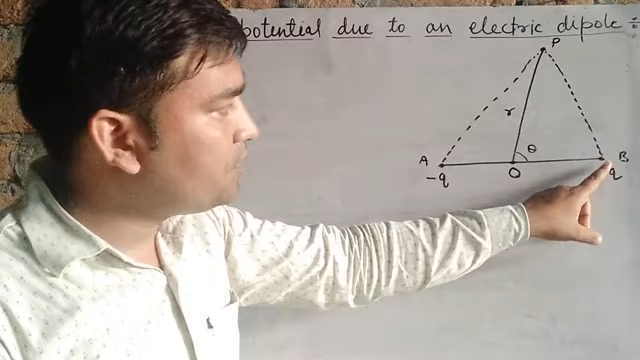 potential due to an electric dipole ÷
P
r
θ
A
B
-q
O
q